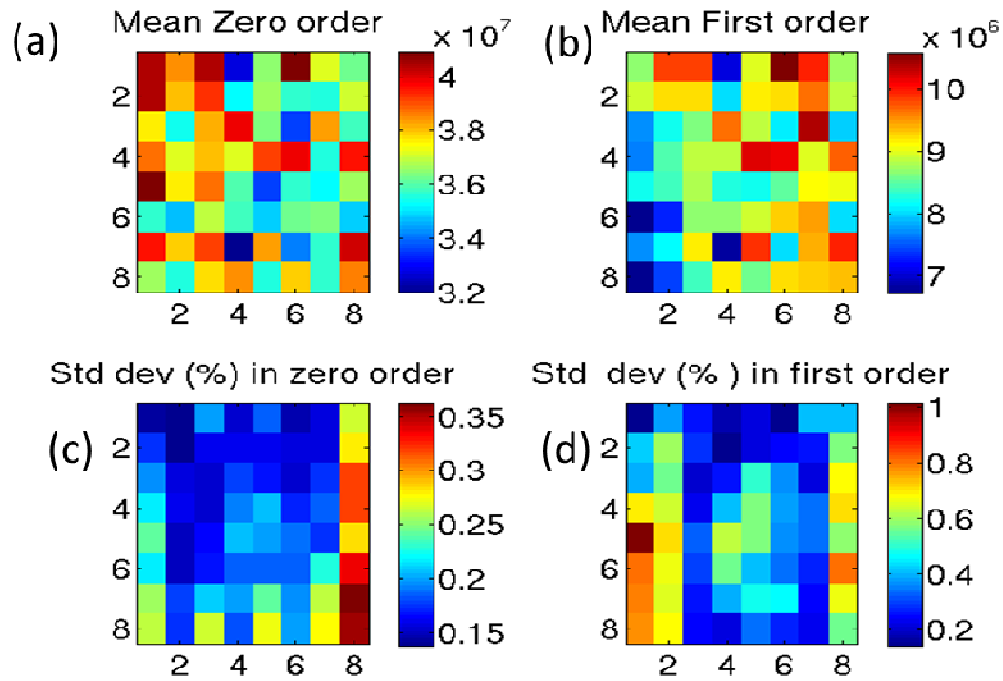 (a)
Mean Zero order
x 10⁷
2
4
6
8
2 4 6 8
4
3.8
3.6
3.4
3.2
(b)
Mean First order
x 10⁶
2
4
6
8
2 4 6 8
10
9
8
7
Std dev (%) in zero order
(c)
2
4
6
8
2 4 6 8
0.35
0.3
0.25
0.2
0.15
Std dev (% ) in first order
(d)
2
4
6
8
2 4 6 8
1
0.8
0.6
0.4
0.2